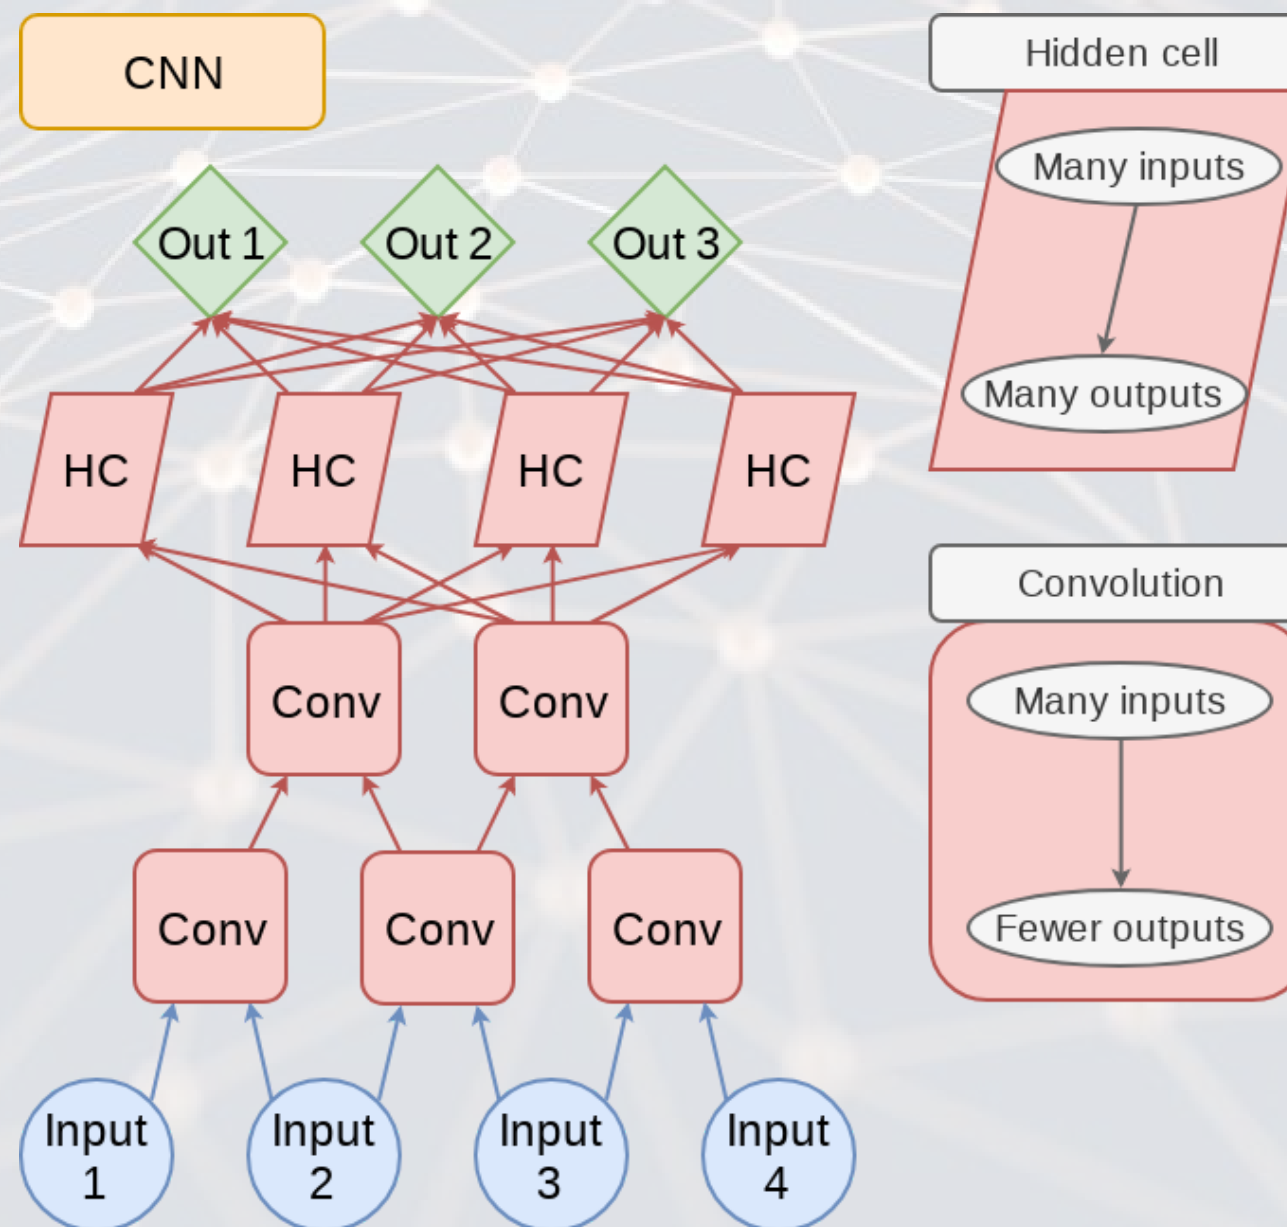 CNN
Out 1
Out 2
Out 3
HC
HC
HC
HC
Conv
Conv
Conv
Conv
Conv
Input
1
Input
2
Input
3
Input
4
Hidden cell
Many inputs
Many outputs
Convolution
Many inputs
Fewer outputs